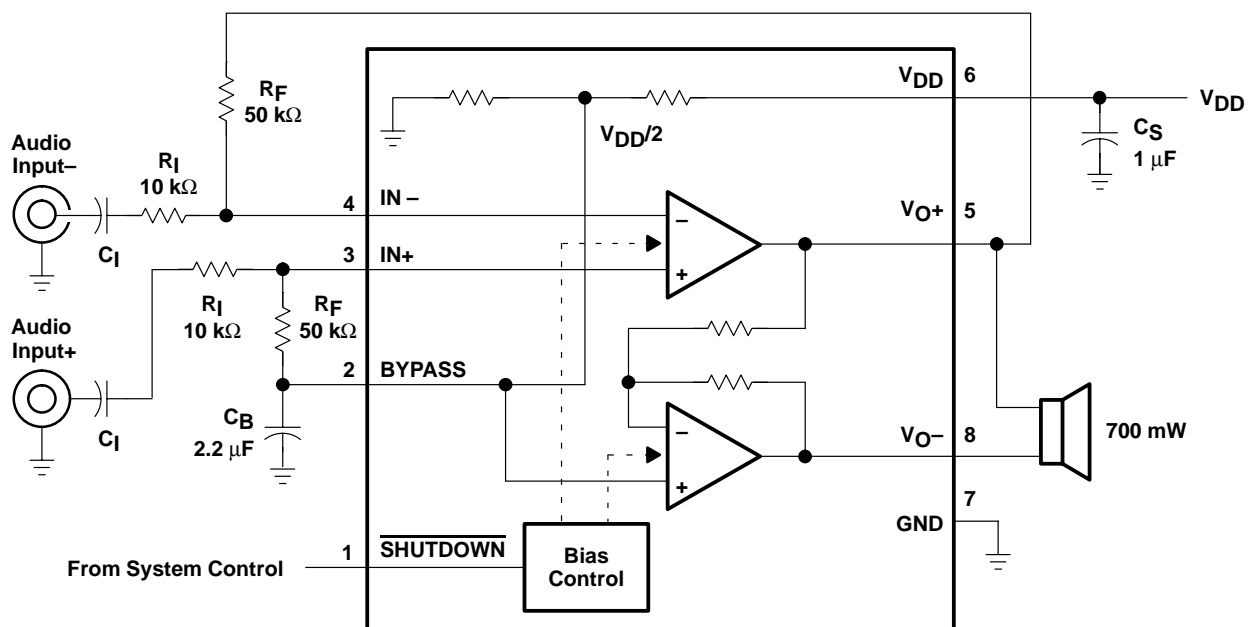 VDD
6
RF
50 kΩ
VDD
VDD/2
CS
1 μF
Audio
Input–
RI
10 kΩ
CI
4
IN –
VO+
5
–
+
3
IN+
RI
10 kΩ
RF
50 kΩ
Audio
Input+
CI
2
BYPASS
CB
2.2 μF
–
+
VO–
8
700 mW
7
GND
1
SHUTDOWN
From System Control
Bias
Control